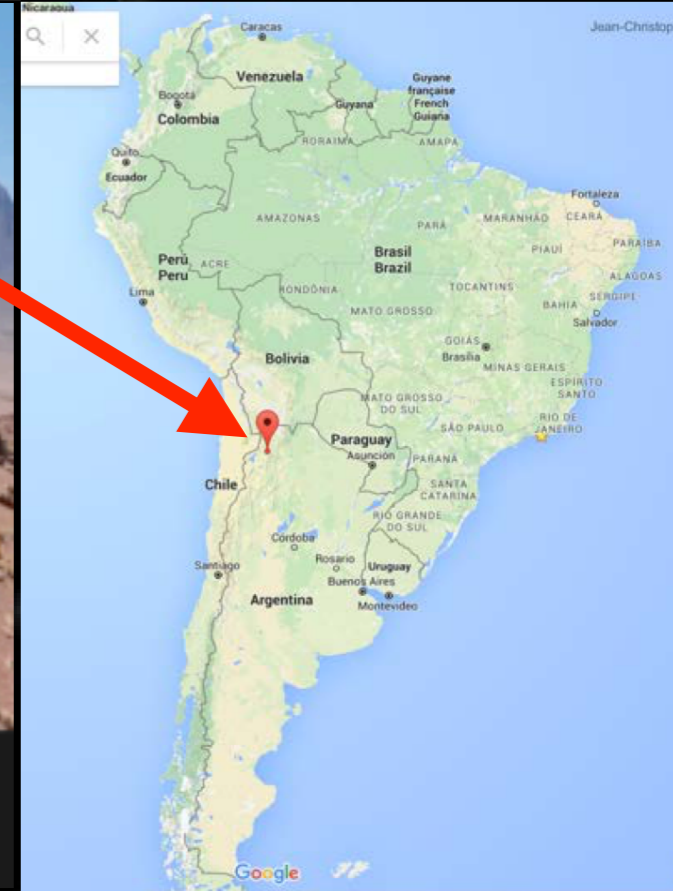 Nicaragua
Jean-Christop
Caracas
Venezuela
Guyane
française
French
Guiana
Guyana
Bogotá
Colombia
RORAIMA
AMAPÁ
Quito
Ecuador
Fortaleza
AMAZONAS
PARÁ
MARANHÃO
CEARÁ
Perú
Peru
ACRE
Brasil
Brazil
PIAUÍ
PARAÍBA
Lima
RONDÔNIA
TOCANTINS
ALAGOAS
SERGIPE
MATO GROSSO
BAHIA
Salvador
Bolivia
GOIÁS
Brasília
MINAS GERAIS
ESPÍRITO
SANTO
MATO GROSSO
DO SUL
RIO DE
JANEIRO
SÃO PAULO
Paraguay
Asunción
PARANÁ
Chile
SANTA
CATARINA
RIO GRANDE
DO SUL
Córdoba
Rosario
Uruguay
Santiago
Buenos Aires
Argentina
Montevideo
Google